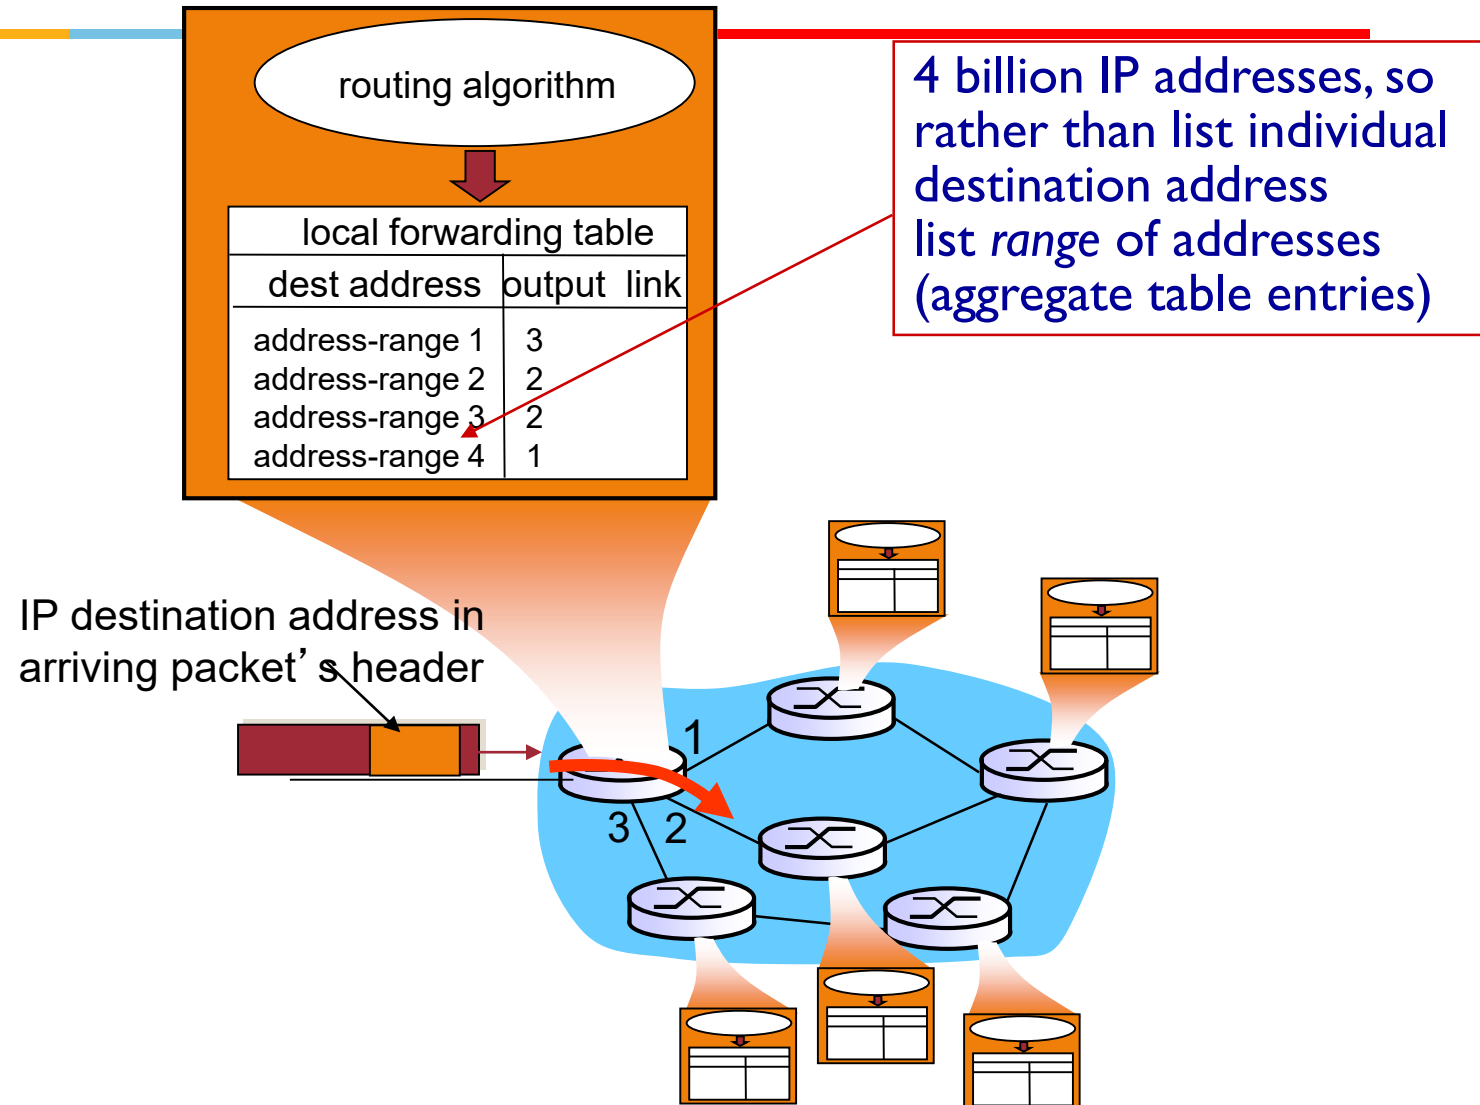 routing algorithm
local forwarding table
dest address output link
address-range 1 3
address-range 2 2
address-range 3 2
address-range 4 1
4 billion IP addresses, so
rather than list individual
destination address
list range of addresses
(aggregate table entries)
IP destination address in
arriving packet’s header
1
3 2